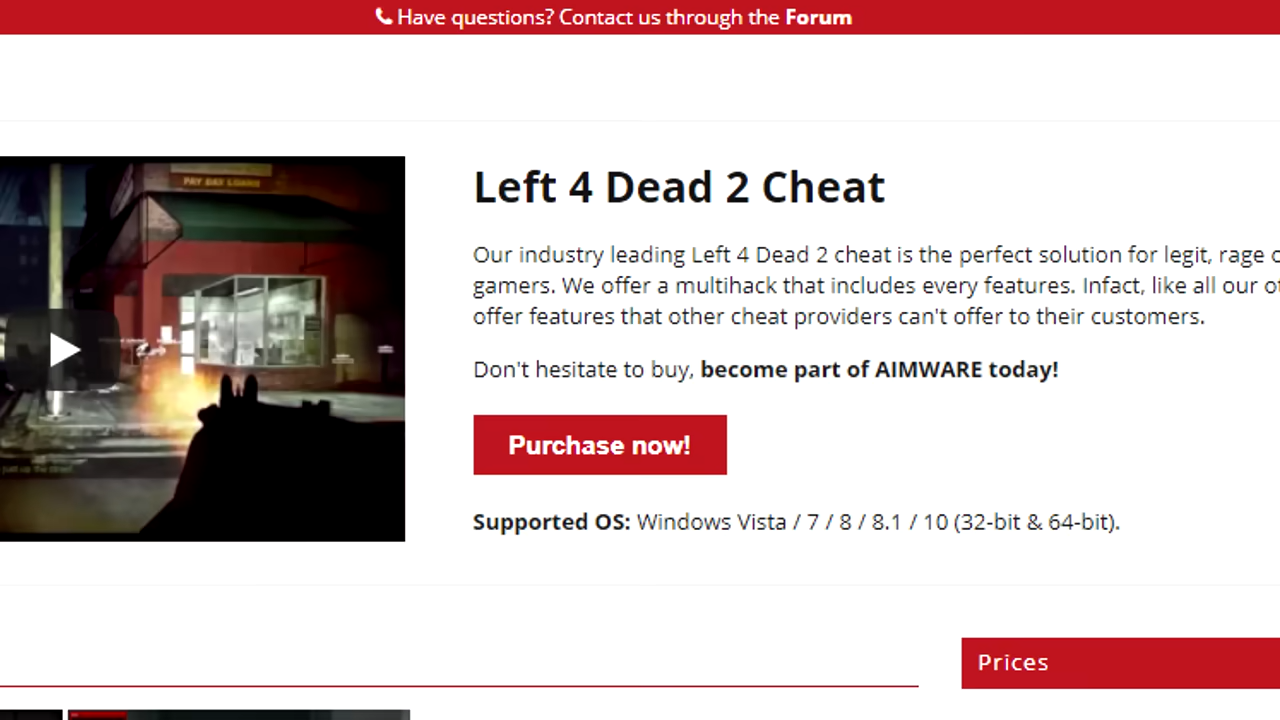 Have questions? Contact us through the Forum
PAY DAY LOANS
Left 4 Dead 2 Cheat
Our industry leading Left 4 Dead 2 cheat is the perfect solution for legit, rage
gamers. We offer a multihack that includes every features. Infact, like all our
offer features that other cheat providers can't offer to their customers.
Don't hesitate to buy, become part of AIMWARE today!
Purchase now!
just up the street
Supported OS: Windows Vista / 7 / 8 / 8.1 / 10 (32-bit & 64-bit).
Prices